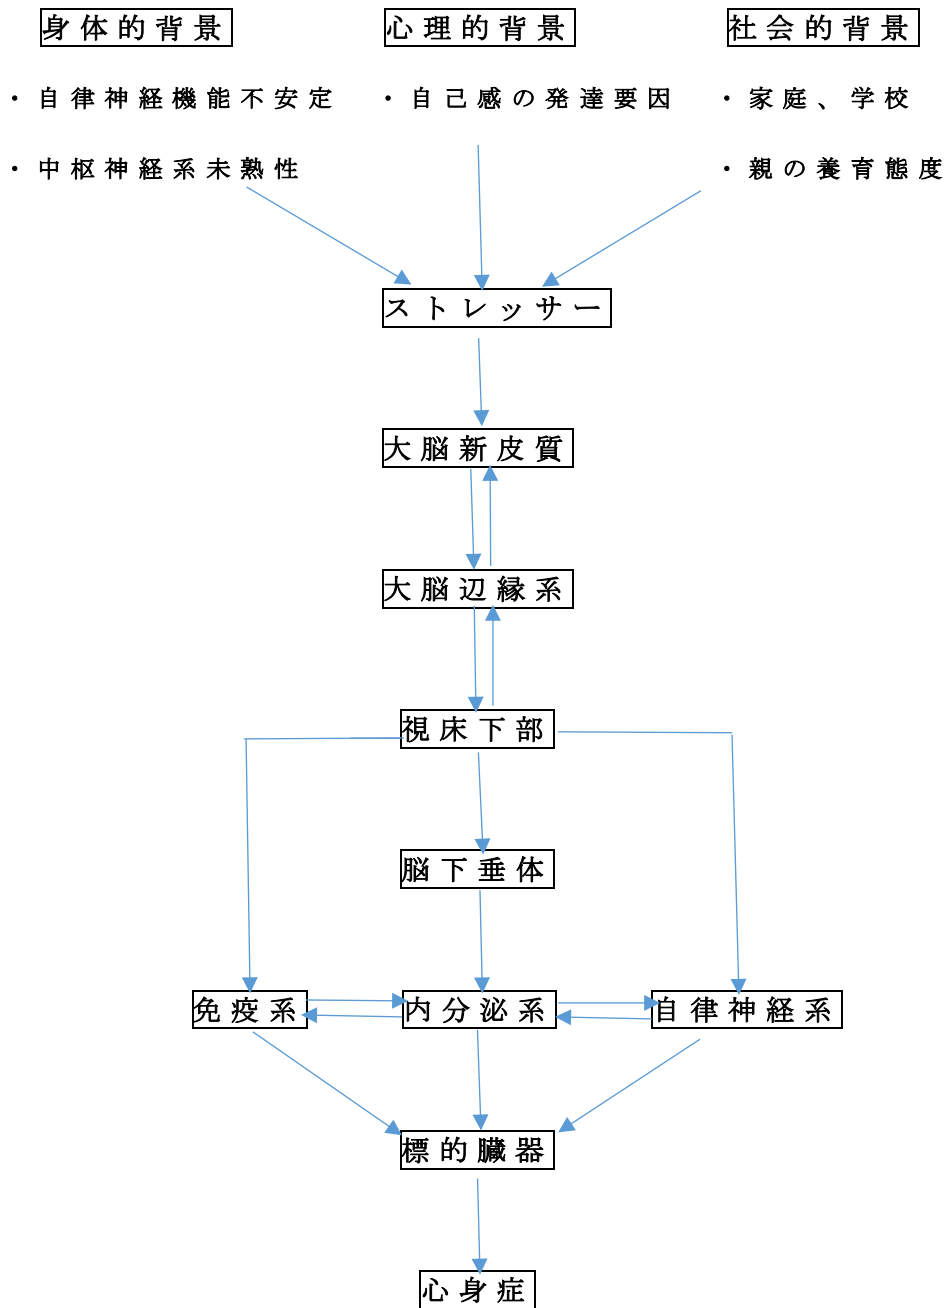 身体的背景 心理的背景 社会的背景
・自律神経機能不安定 ・自己感の発達要因 ・家庭、学校
・中枢神経系未熟性 ・親の養育態度
ストレッサー
大脳新皮質
大脳辺縁系
視床下部
脳下垂体
免疫系 内分泌系 自律神経系
標的臓器
心身症